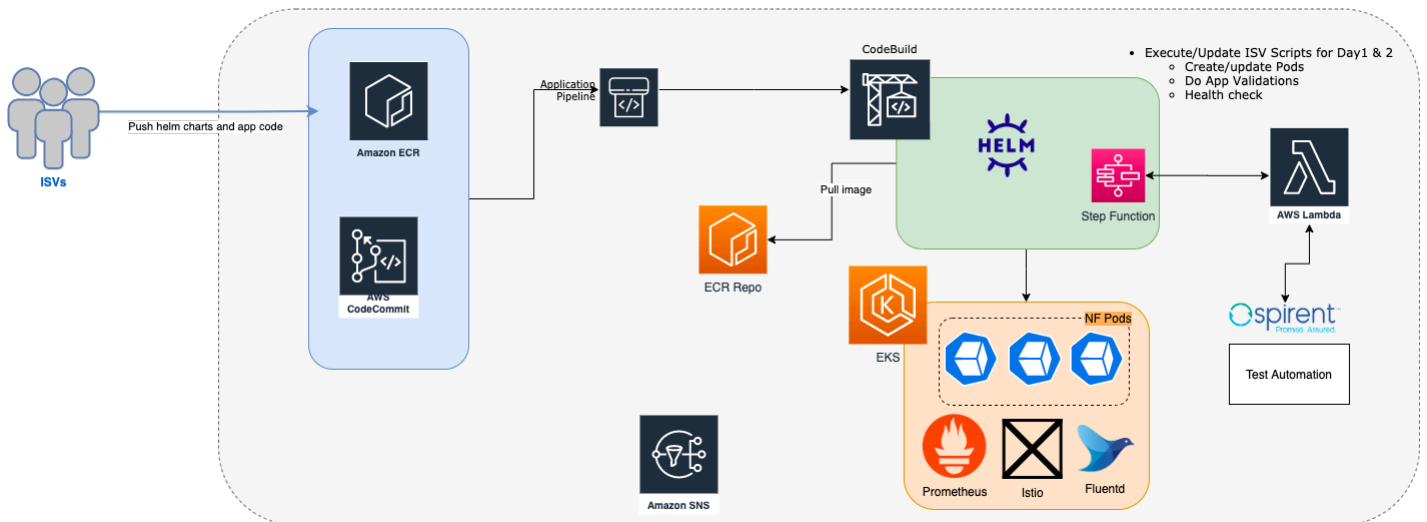 ISVs
Push helm charts and app code
Amazon ECR
AWS
CodeCommit
Application
Pipeline
CodeBuild
HELM
Step Function
Pull image
ECR Repo
• Execute/Update ISV Scripts for Day1 & 2
○ Create/update Pods
○ Do App Validations
○ Health check
AWS Lambda
spirent
Promise. Assured.
Test Automation
EKS
K
NF Pods
Prometheus
Istio
Fluentd
Amazon SNS